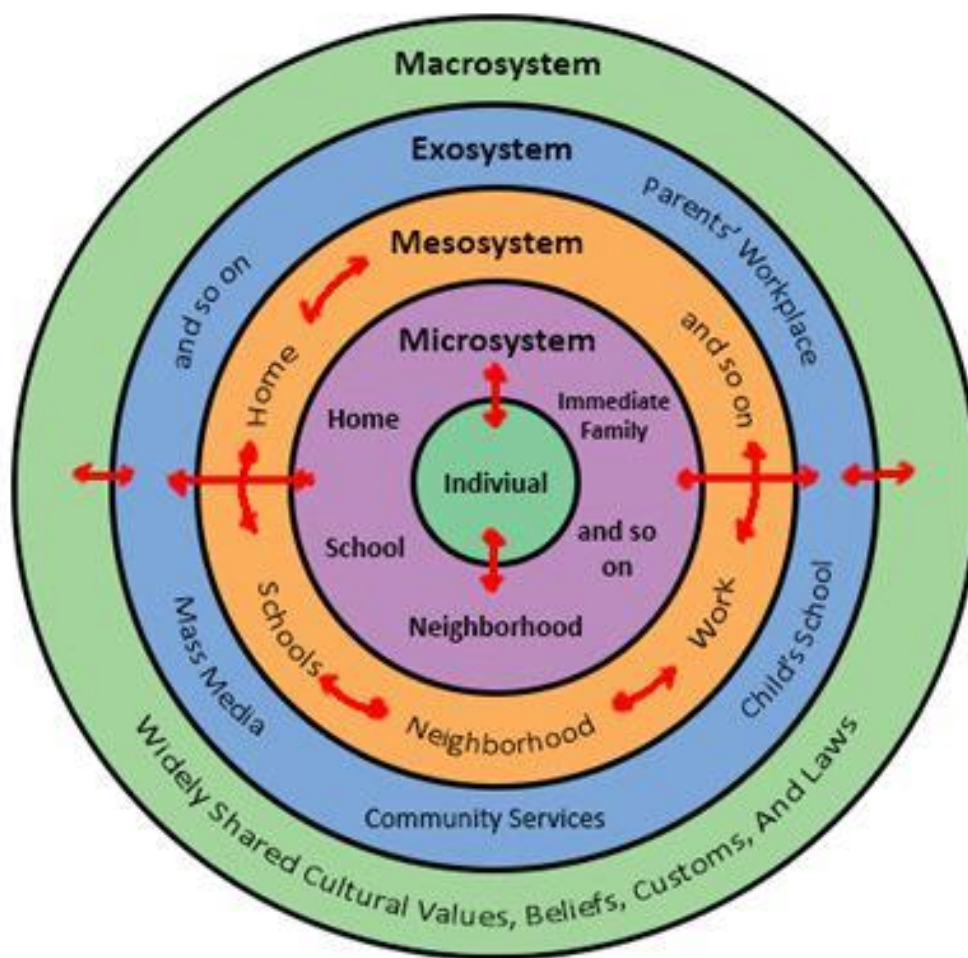 Macrosystem
Exosystem
Parents' Workplace
and so on
Mesosystem
and so on
Home
Microsystem
Home
Immediate
Family
Indiviual
School
and so
on
Neighborhood
Schools
Work
Neighborhood
Mass Media
Child's School
Community Services
Widely Shared Cultural Values, Beliefs, Customs, And Laws